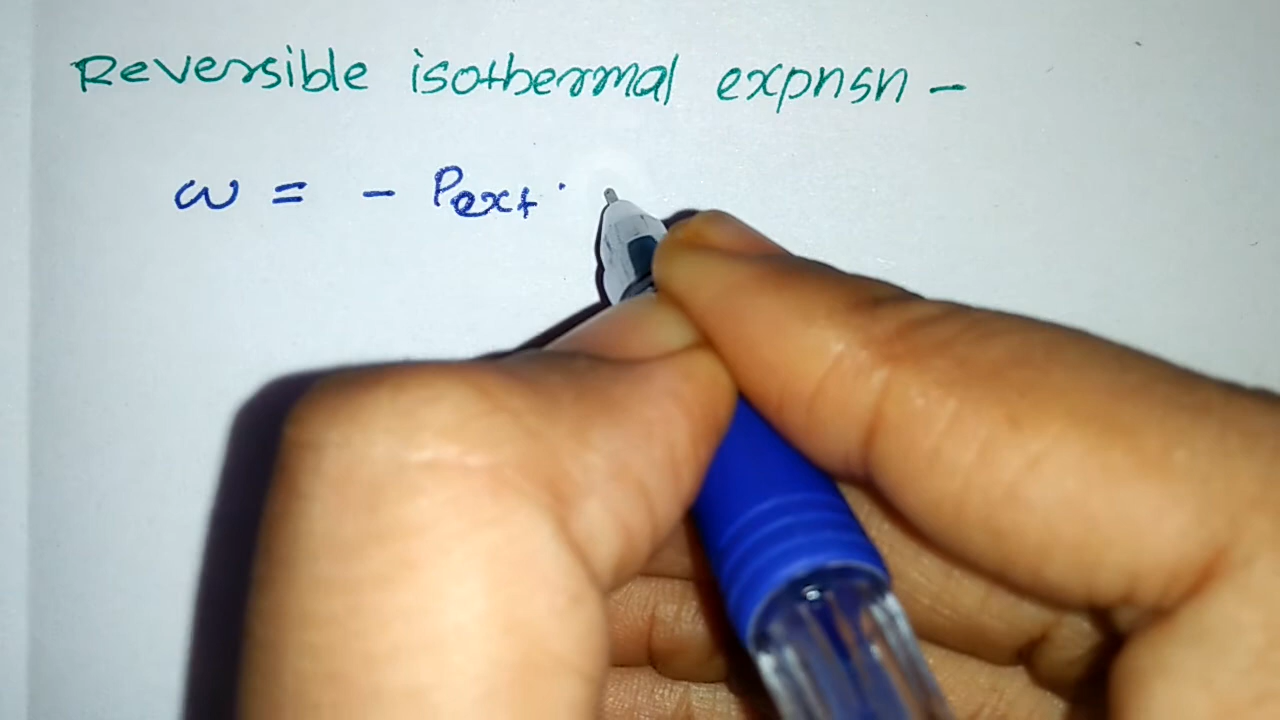 Reversible isothermal expnsn -
w = - Pext .